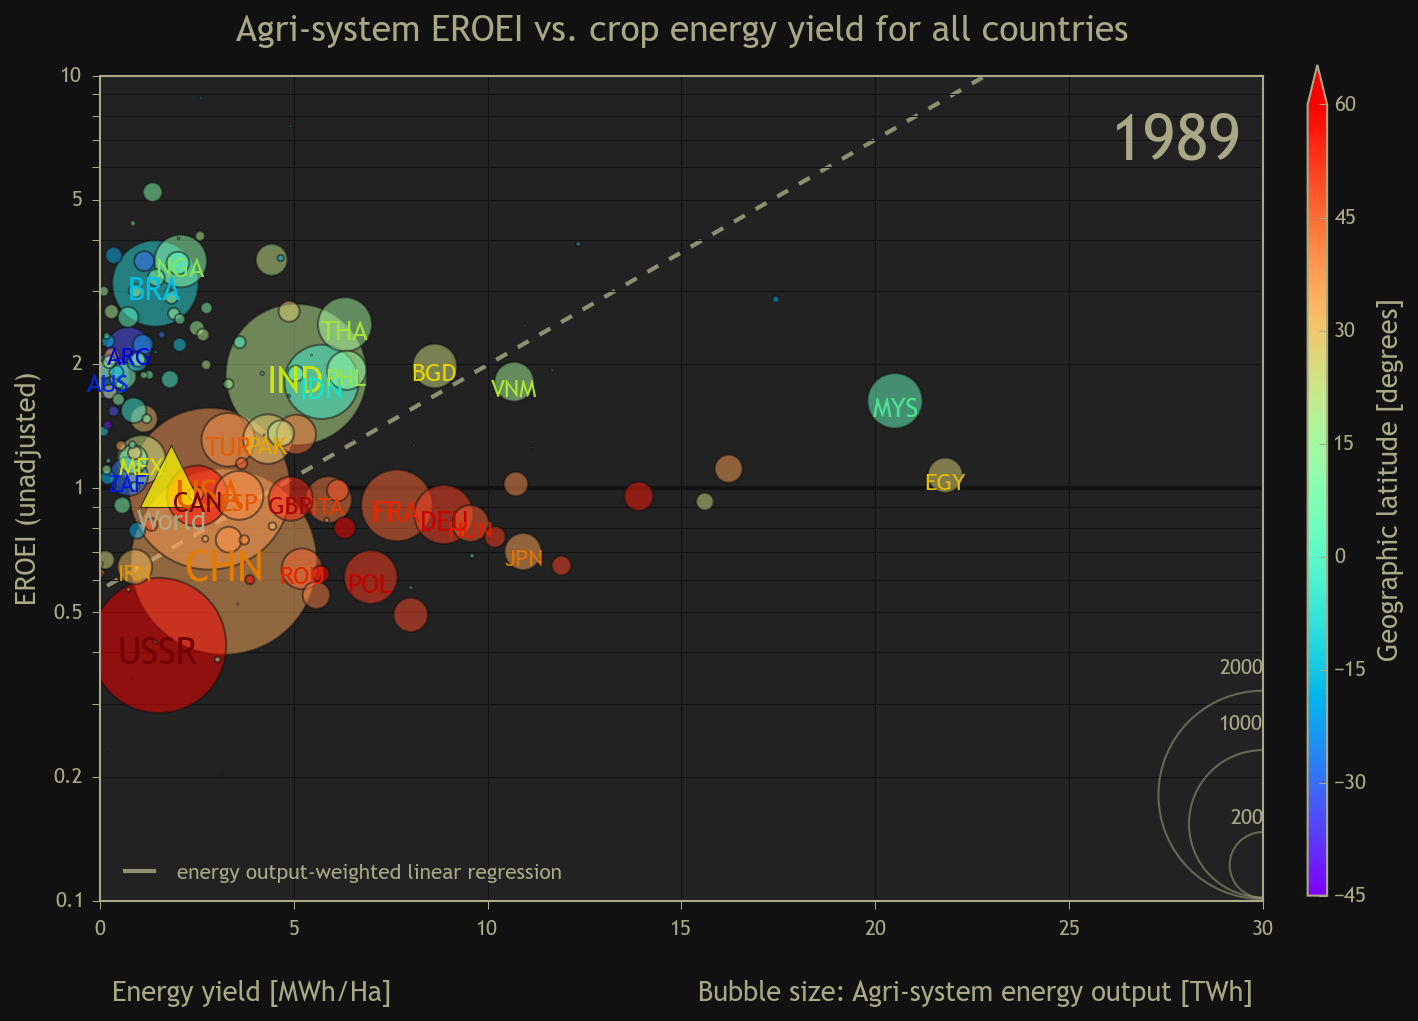 Agri-system EROEI vs. crop energy yield for all countries
1989
10
5
2
1
0.5
0.2
0.1
EROEI (unadjusted)
NGA
BRA
THA
ARG
IND
IDN
PHL
BGD
AUS
VNM
MYS
TUR
PAK
MEX
ZAF
USA
CAN
ESP
GBR
ITA
FRA
DEU
HUN
EGY
World
JPN
IRN
CHN
ROU
POL
USSR
2000
1000
200
energy output-weighted linear regression
0
5
10
15
20
25
30
Energy yield [MWh/Ha]
Bubble size: Agri-system energy output [TWh]
60
45
30
15
0
−15
−30
−45
Geographic latitude [degrees]